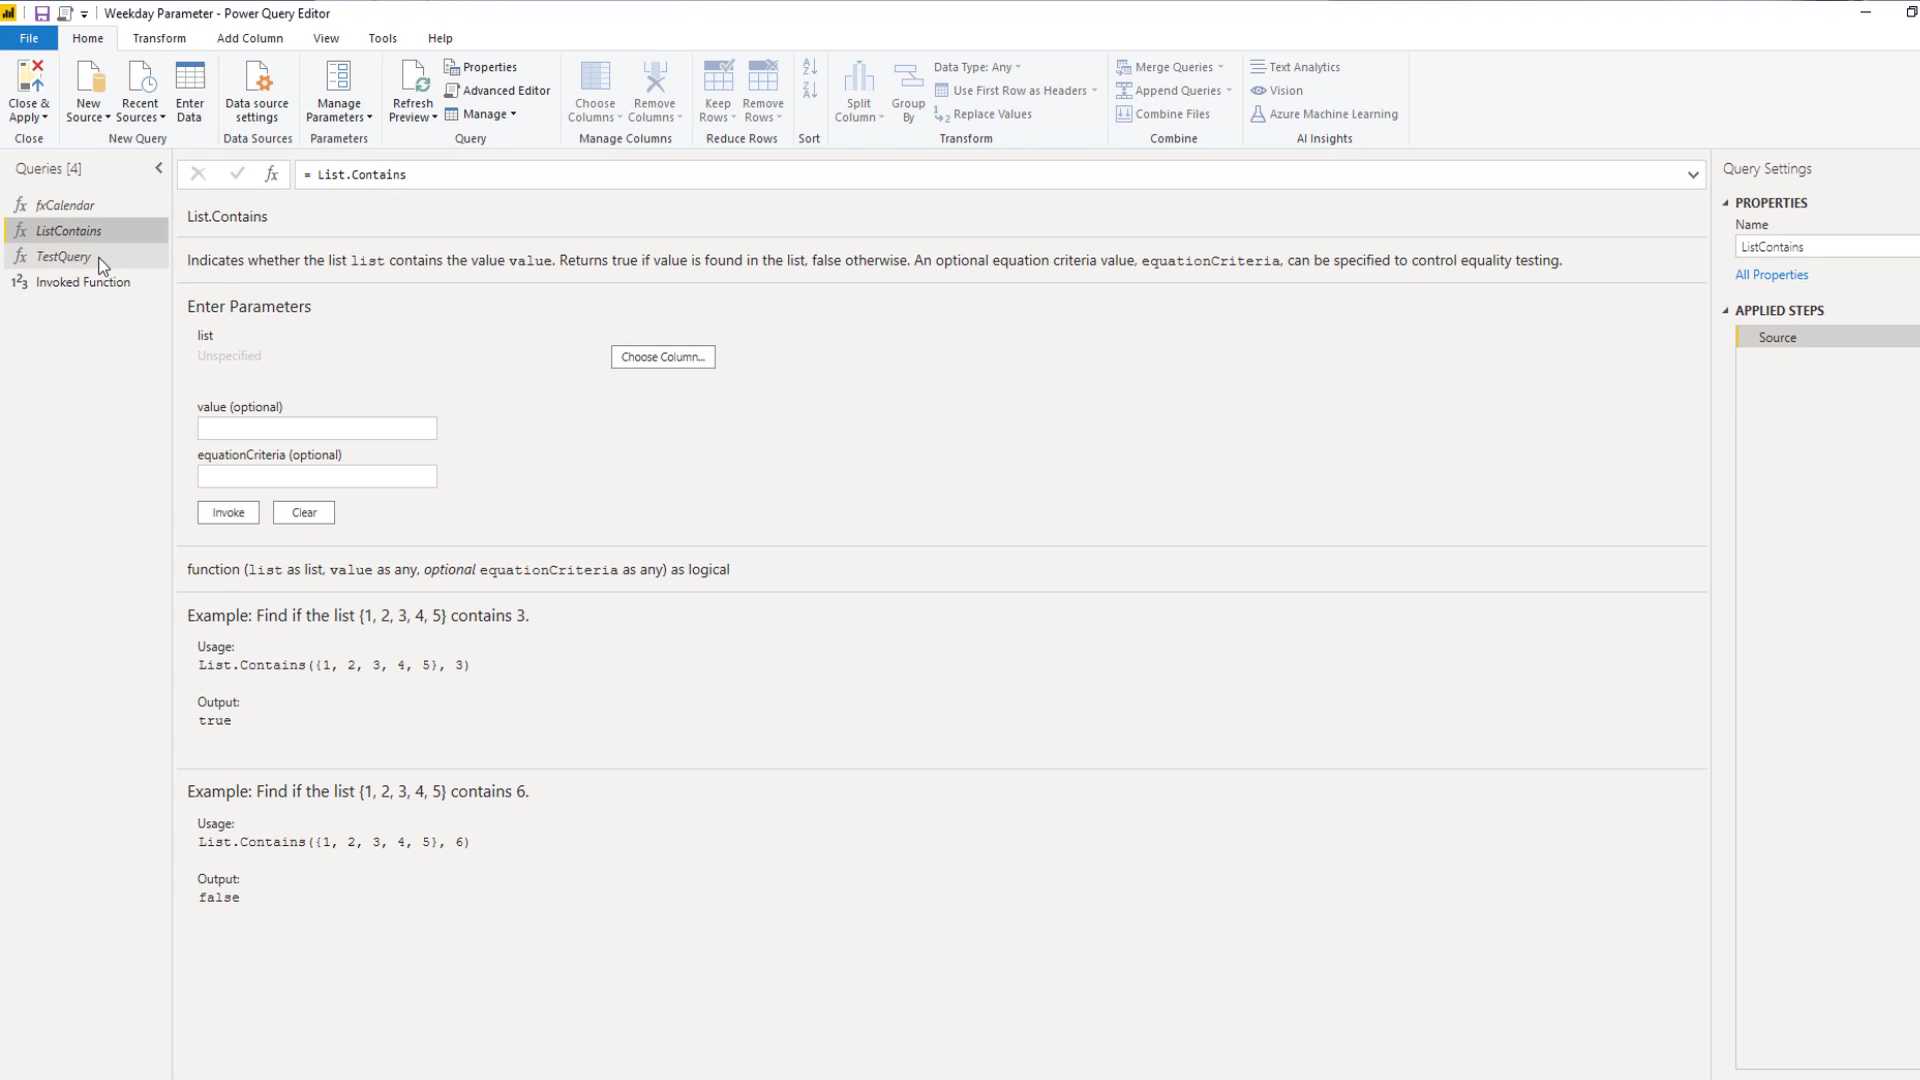 Weekday Parameter - Power Query Editor
File Home Transform Add Column View Tools Help
Close & Apply
New Source
Recent Sources
Enter Data
Data source settings
Manage Parameters
Refresh Preview
Properties
Advanced Editor
Manage
Choose Columns
Remove Columns
Keep Rows
Remove Rows
Split Column
Group By
Data Type: Any
Use First Row as Headers
Replace Values
Merge Queries
Append Queries
Combine Files
Text Analytics
Vision
Azure Machine Learning
Close New Query Data Sources Parameters Query Manage Columns Reduce Rows Sort Transform Combine AI Insights
Queries [4]
fx fxCalendar
fx ListContains
fx TestQuery
123 Invoked Function
fx = List.Contains
List.Contains
Indicates whether the list list contains the value value. Returns true if value is found in the list, false otherwise. An optional equation criteria value, equationCriteria, can be specified to control equality testing.
Enter Parameters
list
Unspecified
Choose Column...
value (optional)
equationCriteria (optional)
Invoke Clear
function (list as list, value as any, optional equationCriteria as any) as logical
Example: Find if the list {1, 2, 3, 4, 5} contains 3.
Usage:
List.Contains({1, 2, 3, 4, 5}, 3)
Output:
true
Example: Find if the list {1, 2, 3, 4, 5} contains 6.
Usage:
List.Contains({1, 2, 3, 4, 5}, 6)
Output:
false
Query Settings
PROPERTIES
Name
ListContains
All Properties
APPLIED STEPS
Source